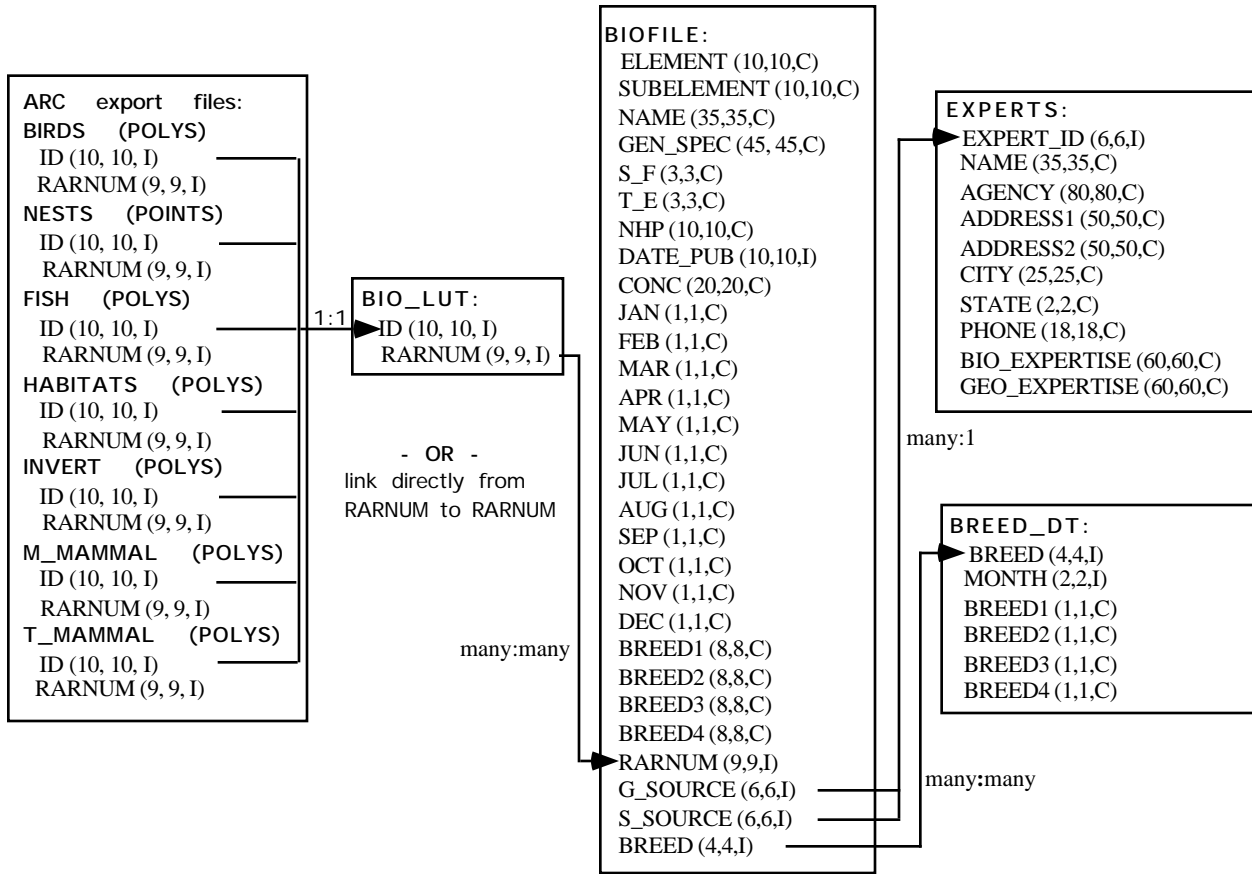 ARC export files:
BIRDS (POLYS)
ID (10, 10, I)
RARNUM (9, 9, I)
NESTS (POINTS)
ID (10, 10, I)
RARNUM (9, 9, I)
FISH (POLYS)
ID (10, 10, I)
RARNUM (9, 9, I)
HABITATS (POLYS)
ID (10, 10, I)
RARNUM (9, 9, I)
INVERT (POLYS)
ID (10, 10, I)
RARNUM (9, 9, I)
M_MAMMAL (POLYS)
ID (10, 10, I)
RARNUM (9, 9, I)
T_MAMMAL (POLYS)
ID (10, 10, I)
RARNUM (9, 9, I)
1:1
BIO_LUT:
ID (10, 10, I)
RARNUM (9, 9, I)
- OR -
link directly from
RARNUM to RARNUM
many:many
BIOFILE:
ELEMENT (10,10,C)
SUBELEMENT (10,10,C)
NAME (35,35,C)
GEN_SPEC (45, 45,C)
S_F (3,3,C)
T_E (3,3,C)
NHP (10,10,C)
DATE_PUB (10,10,I)
CONC (20,20,C)
JAN (1,1,C)
FEB (1,1,C)
MAR (1,1,C)
APR (1,1,C)
MAY (1,1,C)
JUN (1,1,C)
JUL (1,1,C)
AUG (1,1,C)
SEP (1,1,C)
OCT (1,1,C)
NOV (1,1,C)
DEC (1,1,C)
BREED1 (8,8,C)
BREED2 (8,8,C)
BREED3 (8,8,C)
BREED4 (8,8,C)
RARNUM (9,9,I)
G_SOURCE (6,6,I)
S_SOURCE (6,6,I)
BREED (4,4,I)
EXPERTS:
EXPERT_ID (6,6,I)
NAME (35,35,C)
AGENCY (80,80,C)
ADDRESS1 (50,50,C)
ADDRESS2 (50,50,C)
CITY (25,25,C)
STATE (2,2,C)
PHONE (18,18,C)
BIO_EXPERTISE (60,60,C)
GEO_EXPERTISE (60,60,C)
many:1
BREED_DT:
BREED (4,4,I)
MONTH (2,2,I)
BREED1 (1,1,C)
BREED2 (1,1,C)
BREED3 (1,1,C)
BREED4 (1,1,C)
many:many